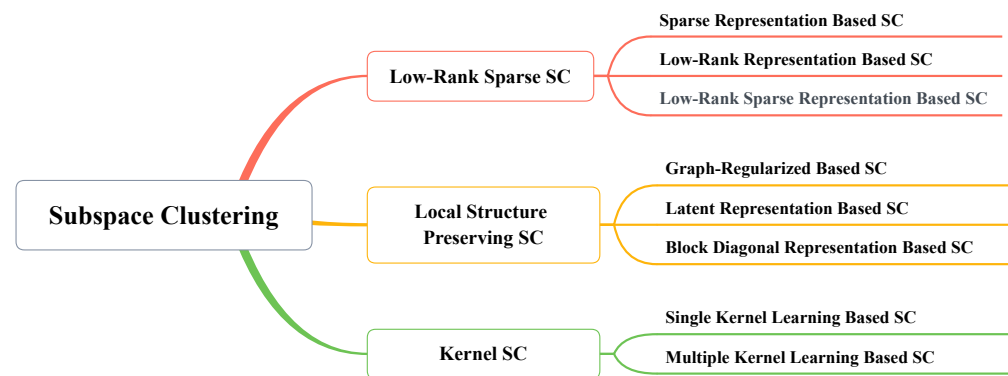 Subspace Clustering
Low-Rank Sparse SC
Sparse Representation Based SC
Low-Rank Representation Based SC
Low-Rank Sparse Representation Based SC
Local Structure
Preserving SC
Graph-Regularized Based SC
Latent Representation Based SC
Block Diagonal Representation Based SC
Kernel SC
Single Kernel Learning Based SC
Multiple Kernel Learning Based SC